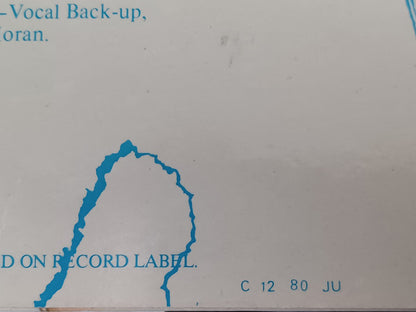 -Vocal Back-up,
oran.
D ON RECORD LABEL.
C 12 80 JU